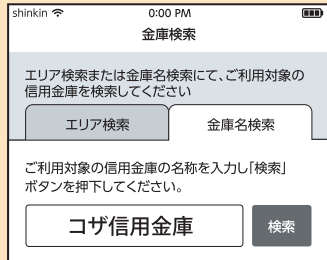 shinkin 0:00 PM
金庫検索
エリア検索または金庫名検索にて、ご利用対象の
信用金庫を検索してください
エリア検索 金庫名検索
ご利用対象の信用金庫の名称を入力し「検索」
ボタンを押下してください。
コザ信用金庫 検索